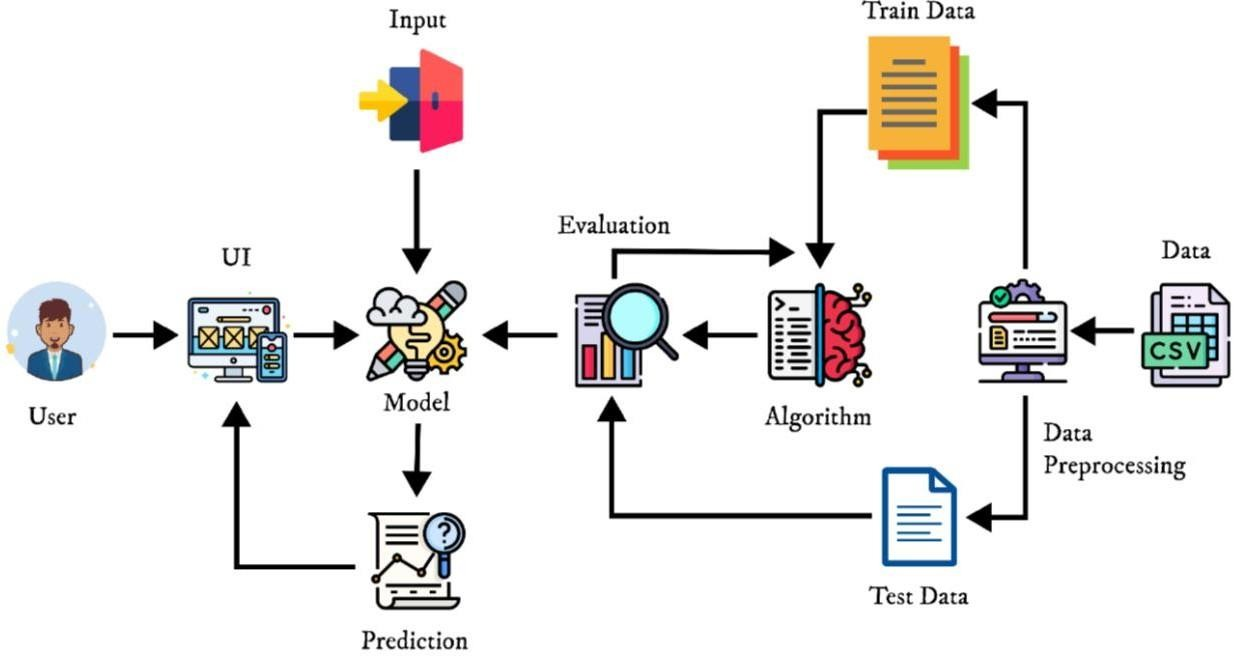 Input
Train Data
Evaluation
UI
Data
CSV
User
Model
Algorithm
Data
Preprocessing
Test Data
Prediction